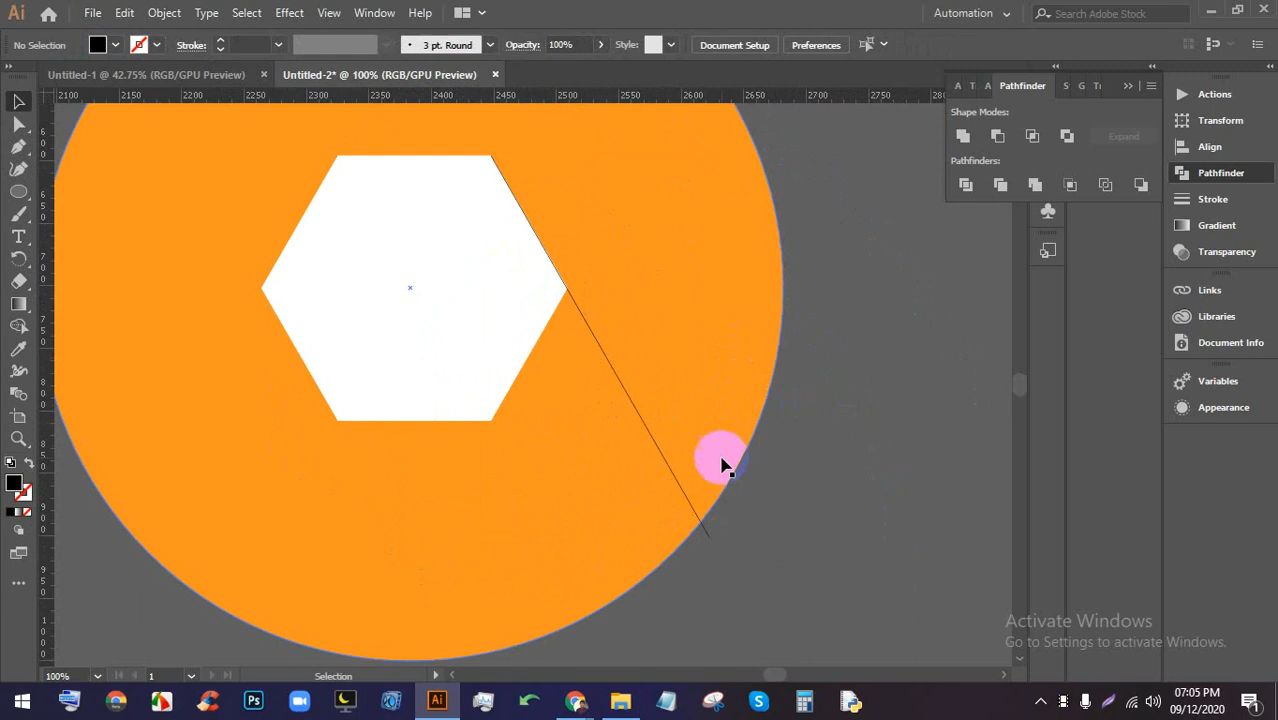 Ai File Edit Object Type Select Effect View Window Help Automation Search Adobe Stock
No Selection Stroke: 3 pt. Round Opacity: 100% Style: Document Setup Preferences
Untitled-1 @ 42.75% (RGB/GPU Preview) Untitled-2* @ 100% (RGB/GPU Preview)
2100 2150 2200 2250 2300 2350 2400 2450 2500 2550 2600 2650 2700 2750
A T A Pathfinder S G
Shape Modes:
Expand
Pathfinders:
Actions
Transform
Align
Pathfinder
Stroke
Gradient
Transparency
Links
Libraries
Document Info
Variables
Appearance
Activate Windows
Go to Settings to activate Windows.
100% 1 Selection
Ps Ai
07:05 PM
09/12/2020